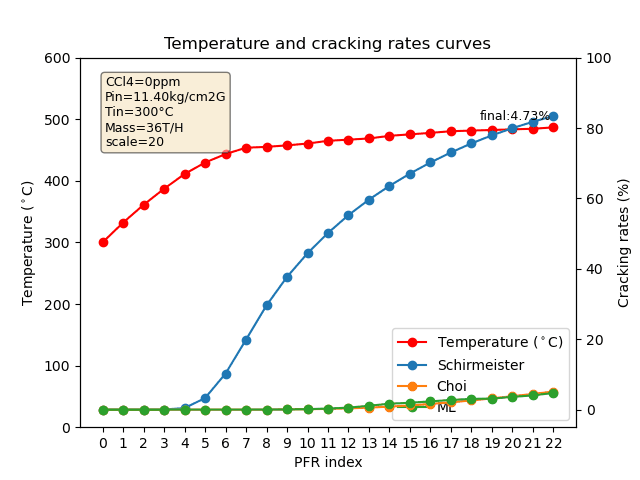 Temperature and cracking rates curves
CCl4=0ppm
Pin=11.40kg/cm2G
Tin=300°C
Mass=36T/H
scale=20
final:4.73%
600
500
400
300
200
100
0
Temperature (°C)
100
80
60
40
20
0
Cracking rates (%)
Temperature (°C)
Schirmeister
Choi
ML
0 1 2 3 4 5 6 7 8 9 10 11 12 13 14 15 16 17 18 19 20 21 22
PFR index